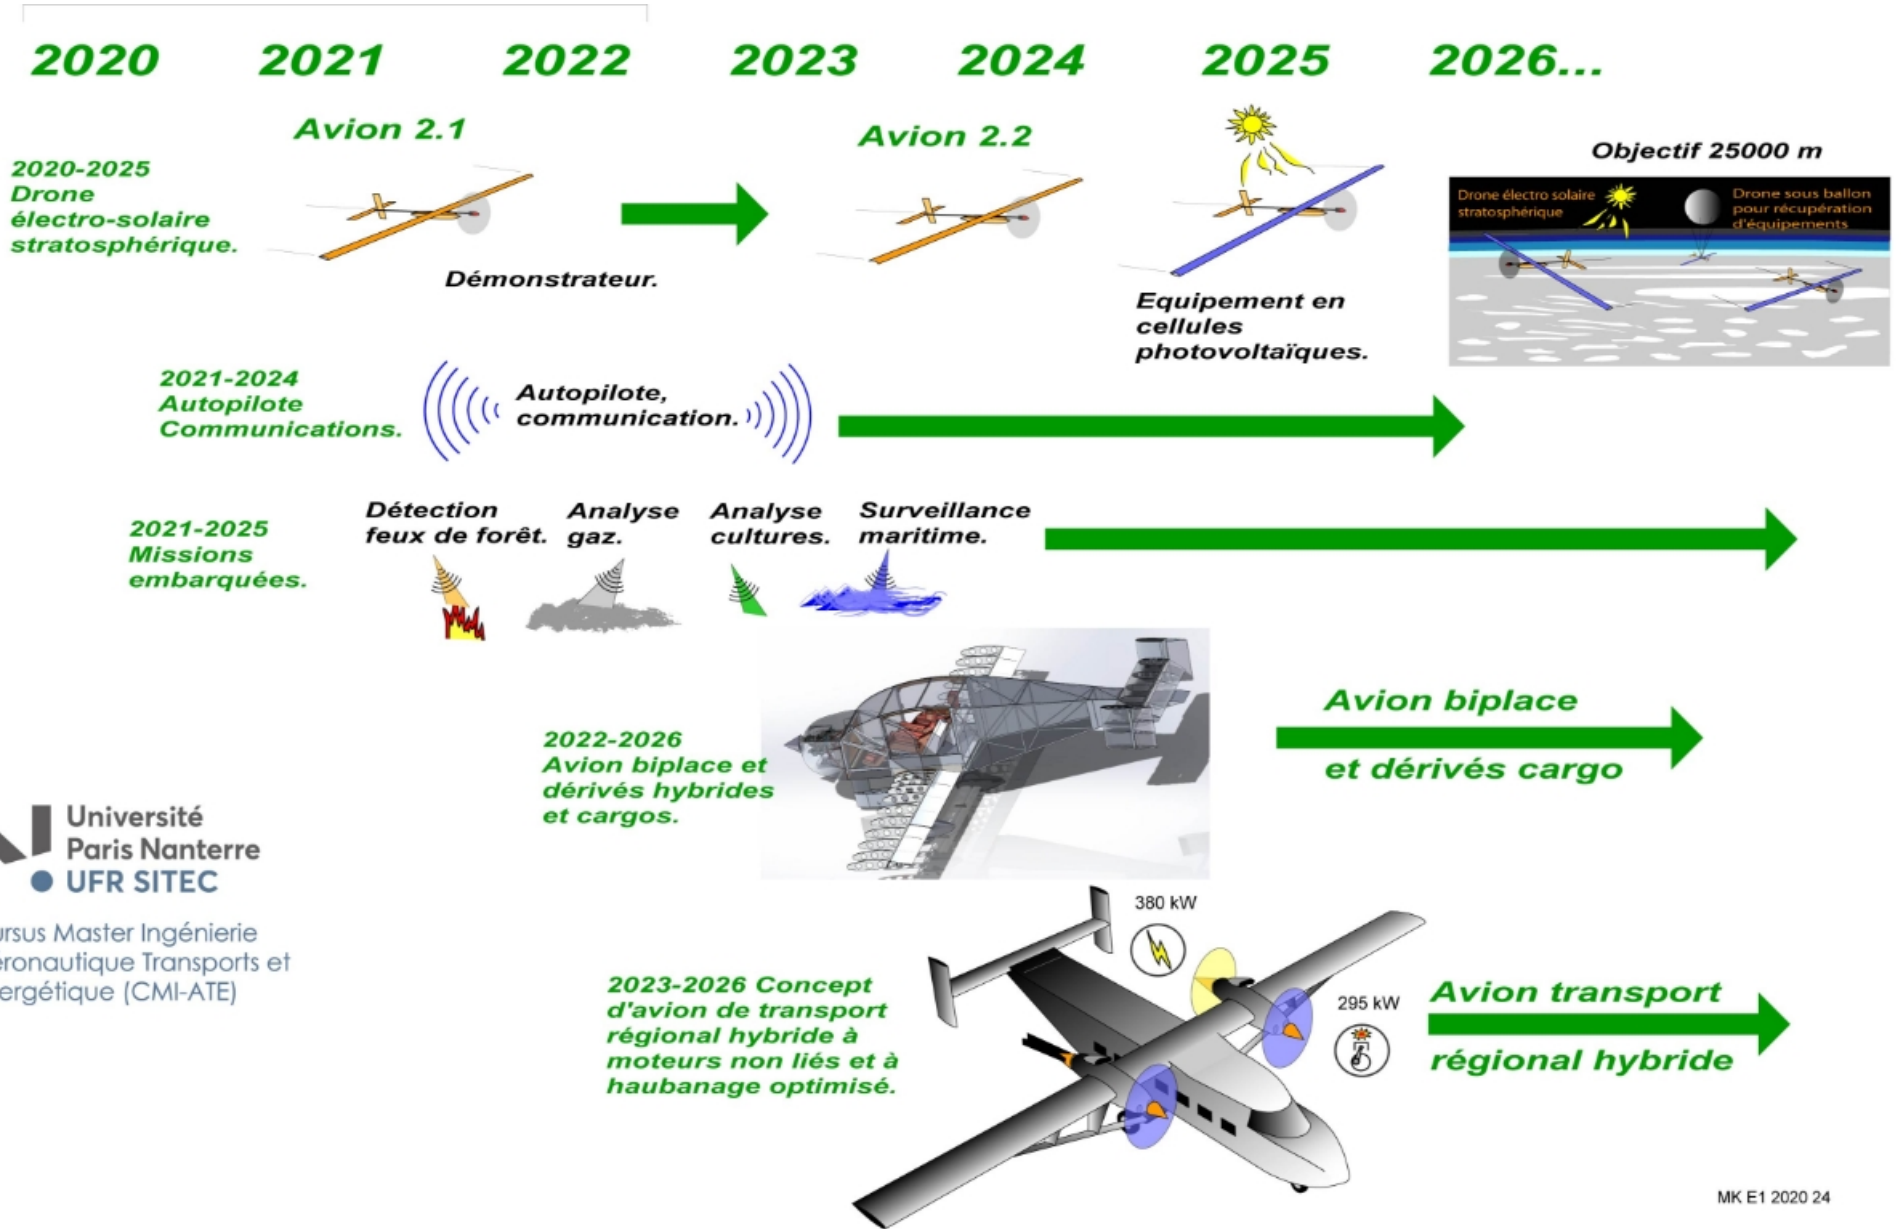 2020 2021 2022 2023 2024 2025 2026...
Avion 2.1
Avion 2.2
2020-2025
Drone
électro-solaire
stratosphérique.
Démonstrateur.
Equipement en
cellules
photovoltaïques.
Objectif 25000 m
Drone électro solaire
stratosphérique
Drone sous ballon
pour récupération
d'équipements
2021-2024
Autopilote
Communications.
Autopilote,
communication.
2021-2025
Missions
embarquées.
Détection
feux de forêt.
Analyse
gaz.
Analyse
cultures.
Surveillance
maritime.
2022-2026
Avion biplace et
dérivés hybrides
et cargos.
Avion biplace
et dérivés cargo
Université
Paris Nanterre
UFR SITEC
ursus Master Ingénierie
éronautique Transports et
ergétique (CMI-ATE)
2023-2026 Concept
d'avion de transport
régional hybride à
moteurs non liés et à
haubanage optimisé.
380 kW
295 kW
Avion transport
régional hybride
MK E1 2020 24